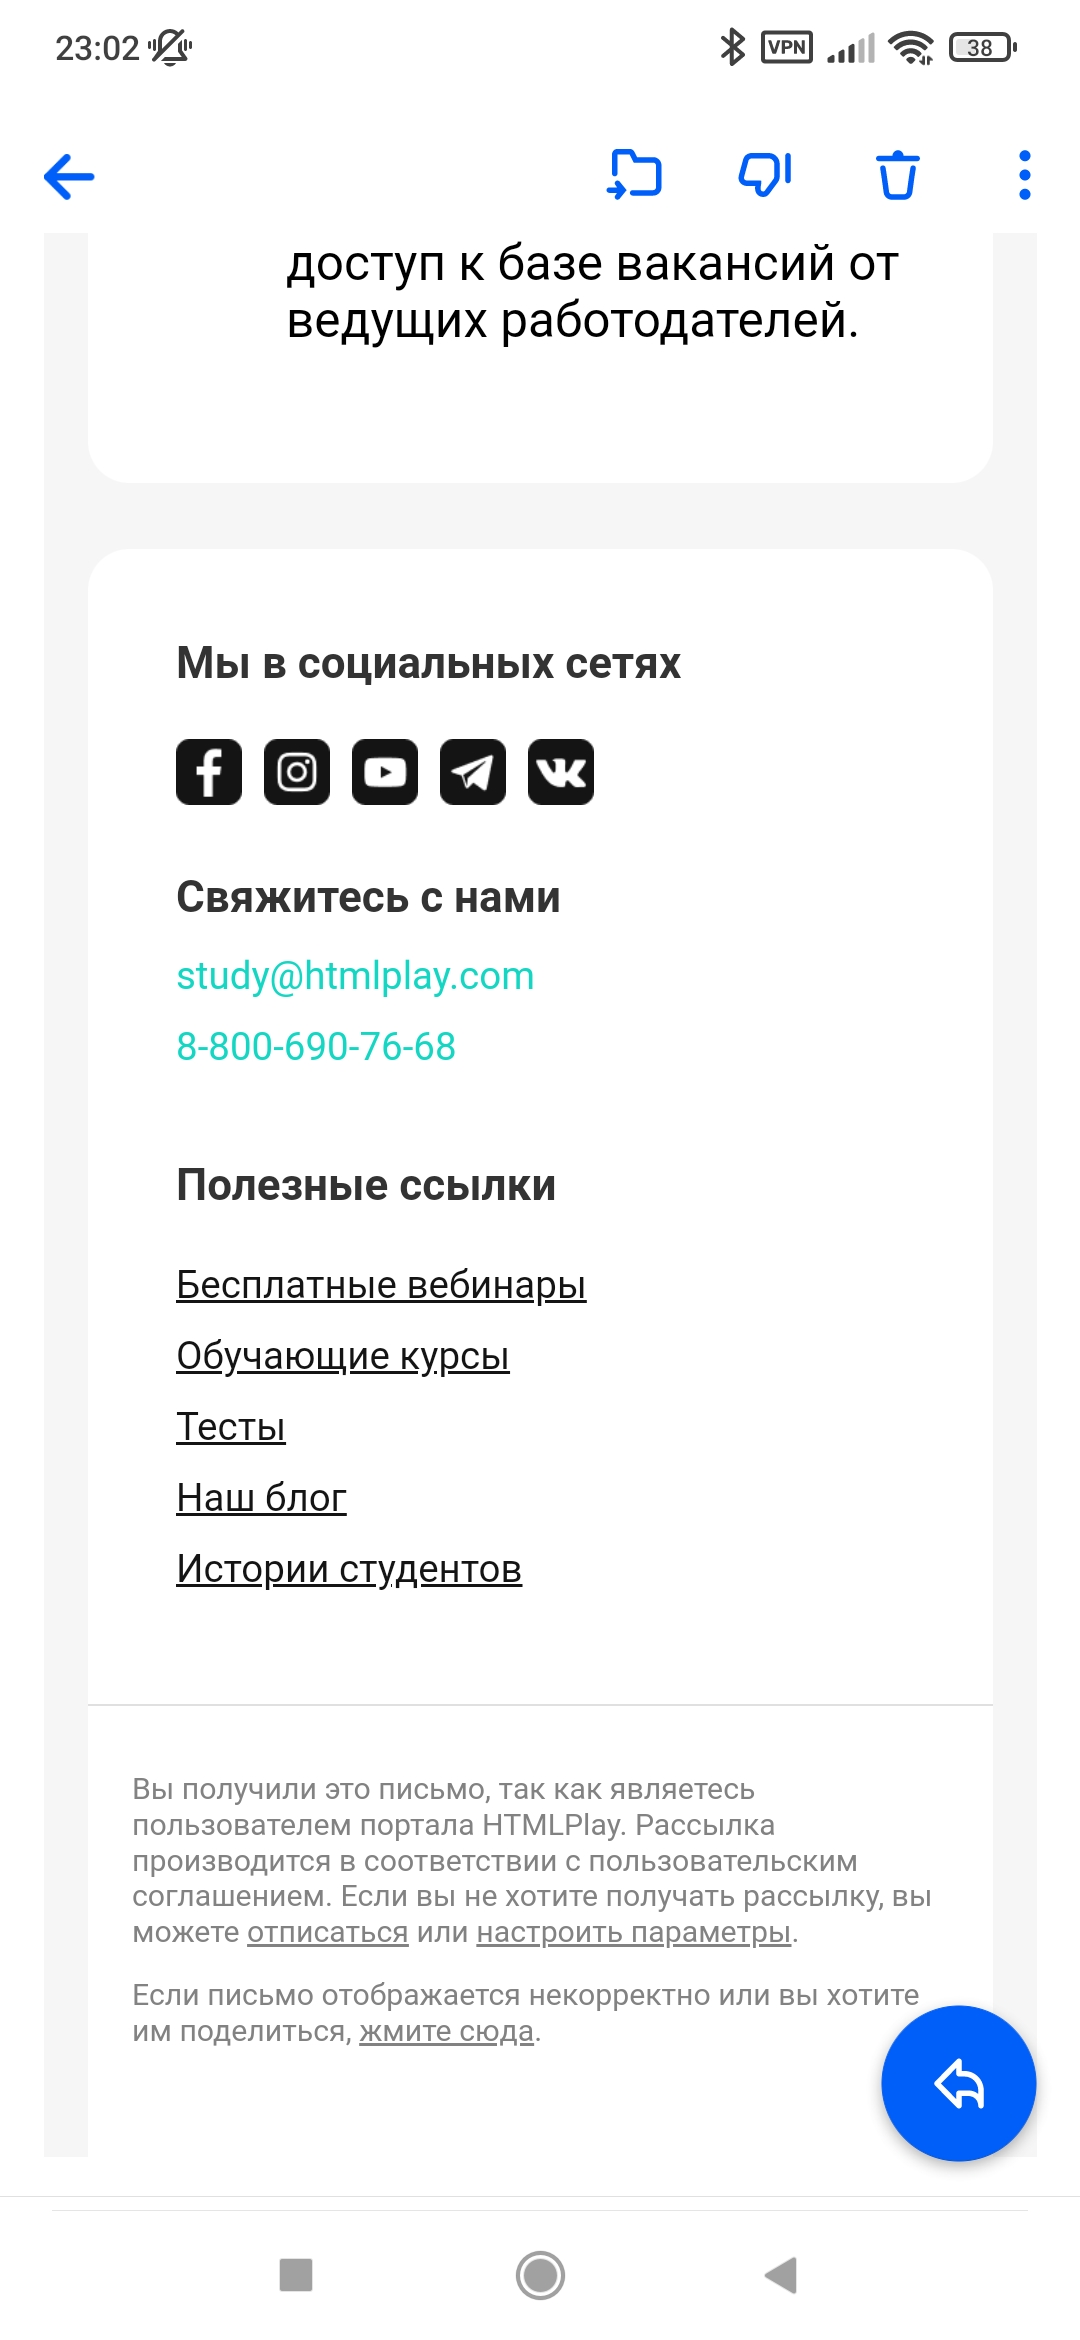 23:02
VPN
38
доступ к базе вакансий от
ведущих работодателей.
Мы в социальных сетях
Свяжитесь с нами
study@htmlplay.com
8-800-690-76-68
Полезные ссылки
Бесплатные вебинары
Обучающие курсы
Тесты
Наш блог
Истории студентов
Вы получили это письмо, так как являетесь
пользователем портала HTMLPlay. Рассылка
производится в соответствии с пользовательским
соглашением. Если вы не хотите получать рассылку, вы
можете отписаться или настроить параметры.
Если письмо отображается некорректно или вы хотите
им поделиться, жмите сюда.